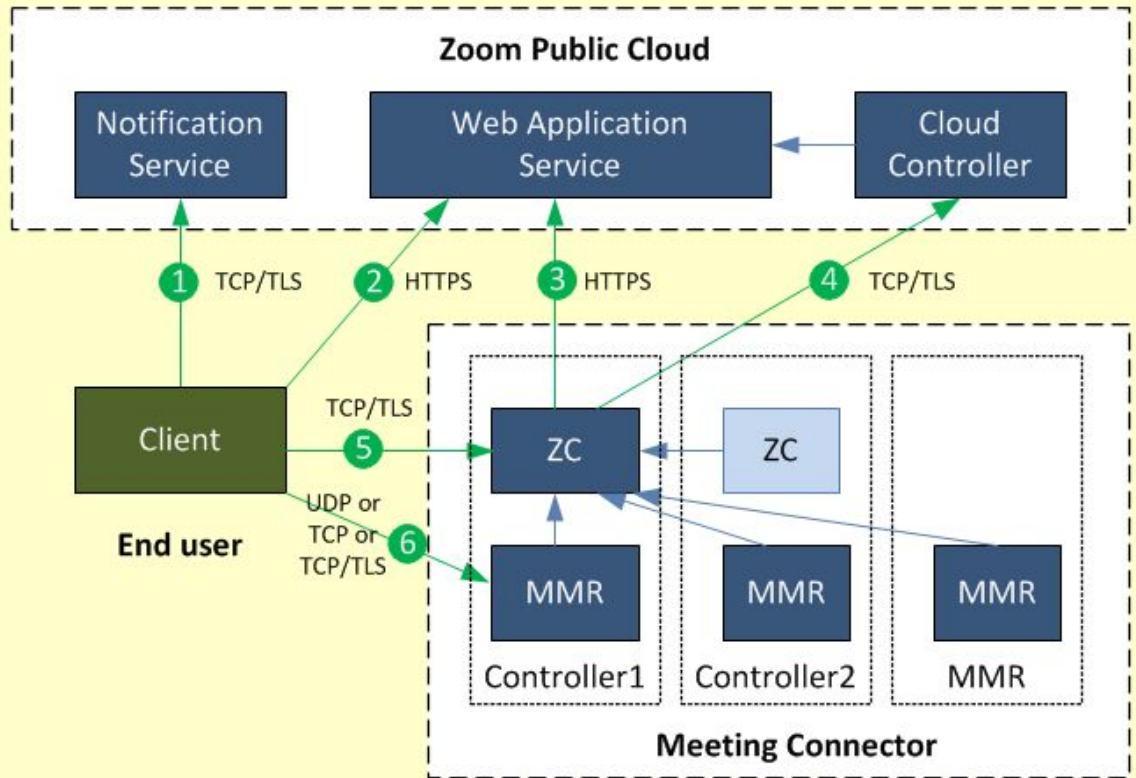 Zoom Public Cloud
Notification
Service
Web Application
Service
Cloud
Controller
1 TCP/TLS
2 HTTPS
3 HTTPS
4 TCP/TLS
Client
End user
TCP/TLS
5
UDP or
TCP or
TCP/TLS
6
ZC
ZC
MMR
MMR
MMR
Controller1
Controller2
MMR
Meeting Connector